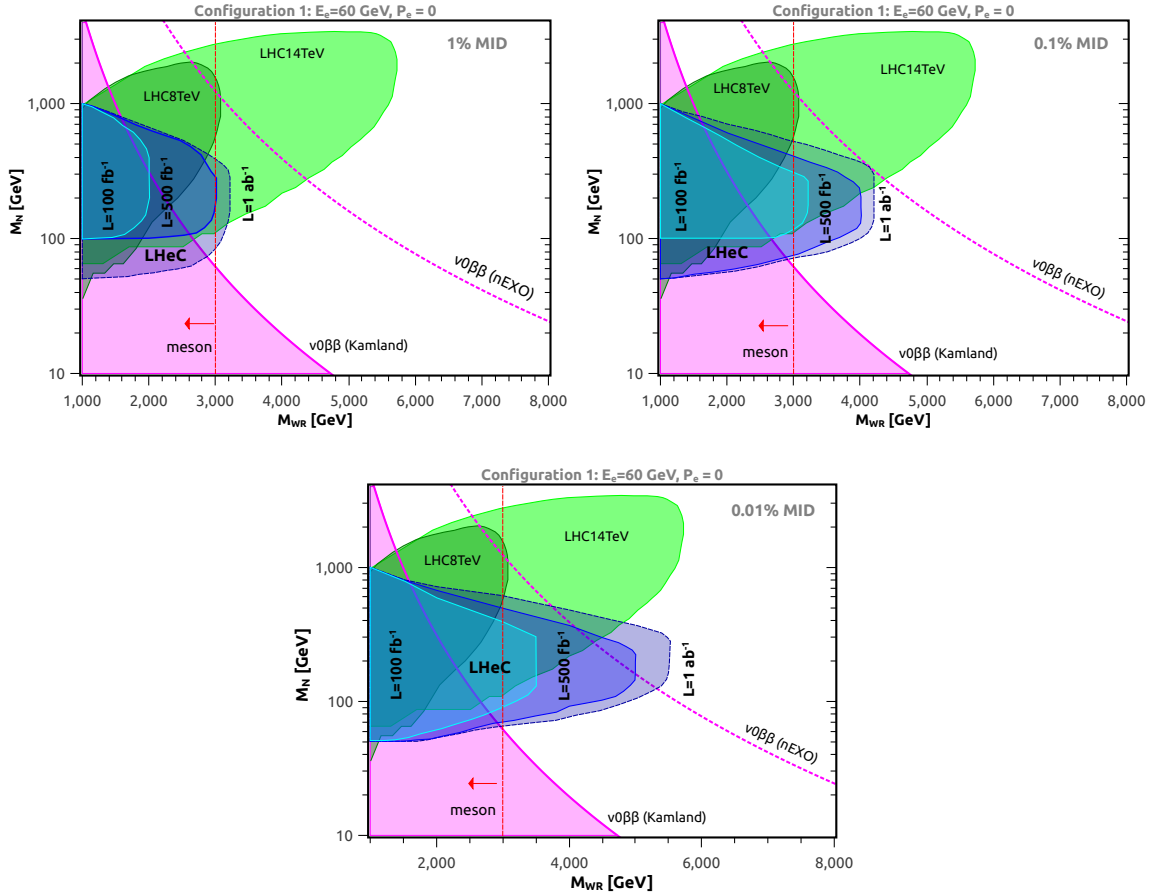 Configuration 1: Eₑ=60 GeV, Pₑ = 0
1% MID
LHC14TeV
LHC8TeV
1,000
100
10
M_N [GeV]
L=100 fb⁻¹
L=500 fb⁻¹
L=1 ab⁻¹
LHeC
ν0ββ (nEXO)
ν0ββ (Kamland)
meson
1,000 2,000 3,000 4,000 5,000 6,000 7,000 8,000
M_WR [GeV]
Configuration 1: Eₑ=60 GeV, Pₑ = 0
0.1% MID
LHC14TeV
LHC8TeV
1,000
100
10
M_N [GeV]
L=100 fb⁻¹
L=500 fb⁻¹
L=1 ab⁻¹
LHeC
ν0ββ (nEXO)
ν0ββ (Kamland)
meson
1,000 2,000 3,000 4,000 5,000 6,000 7,000 8,000
M_WR [GeV]
Configuration 1: Eₑ=60 GeV, Pₑ = 0
0.01% MID
LHC14TeV
LHC8TeV
1,000
100
10
M_N [GeV]
L=100 fb⁻¹
LHeC
L=500 fb⁻¹
L=1 ab⁻¹
ν0ββ (nEXO)
ν0ββ (Kamland)
meson
2,000 4,000 6,000 8,000
M_WR [GeV]